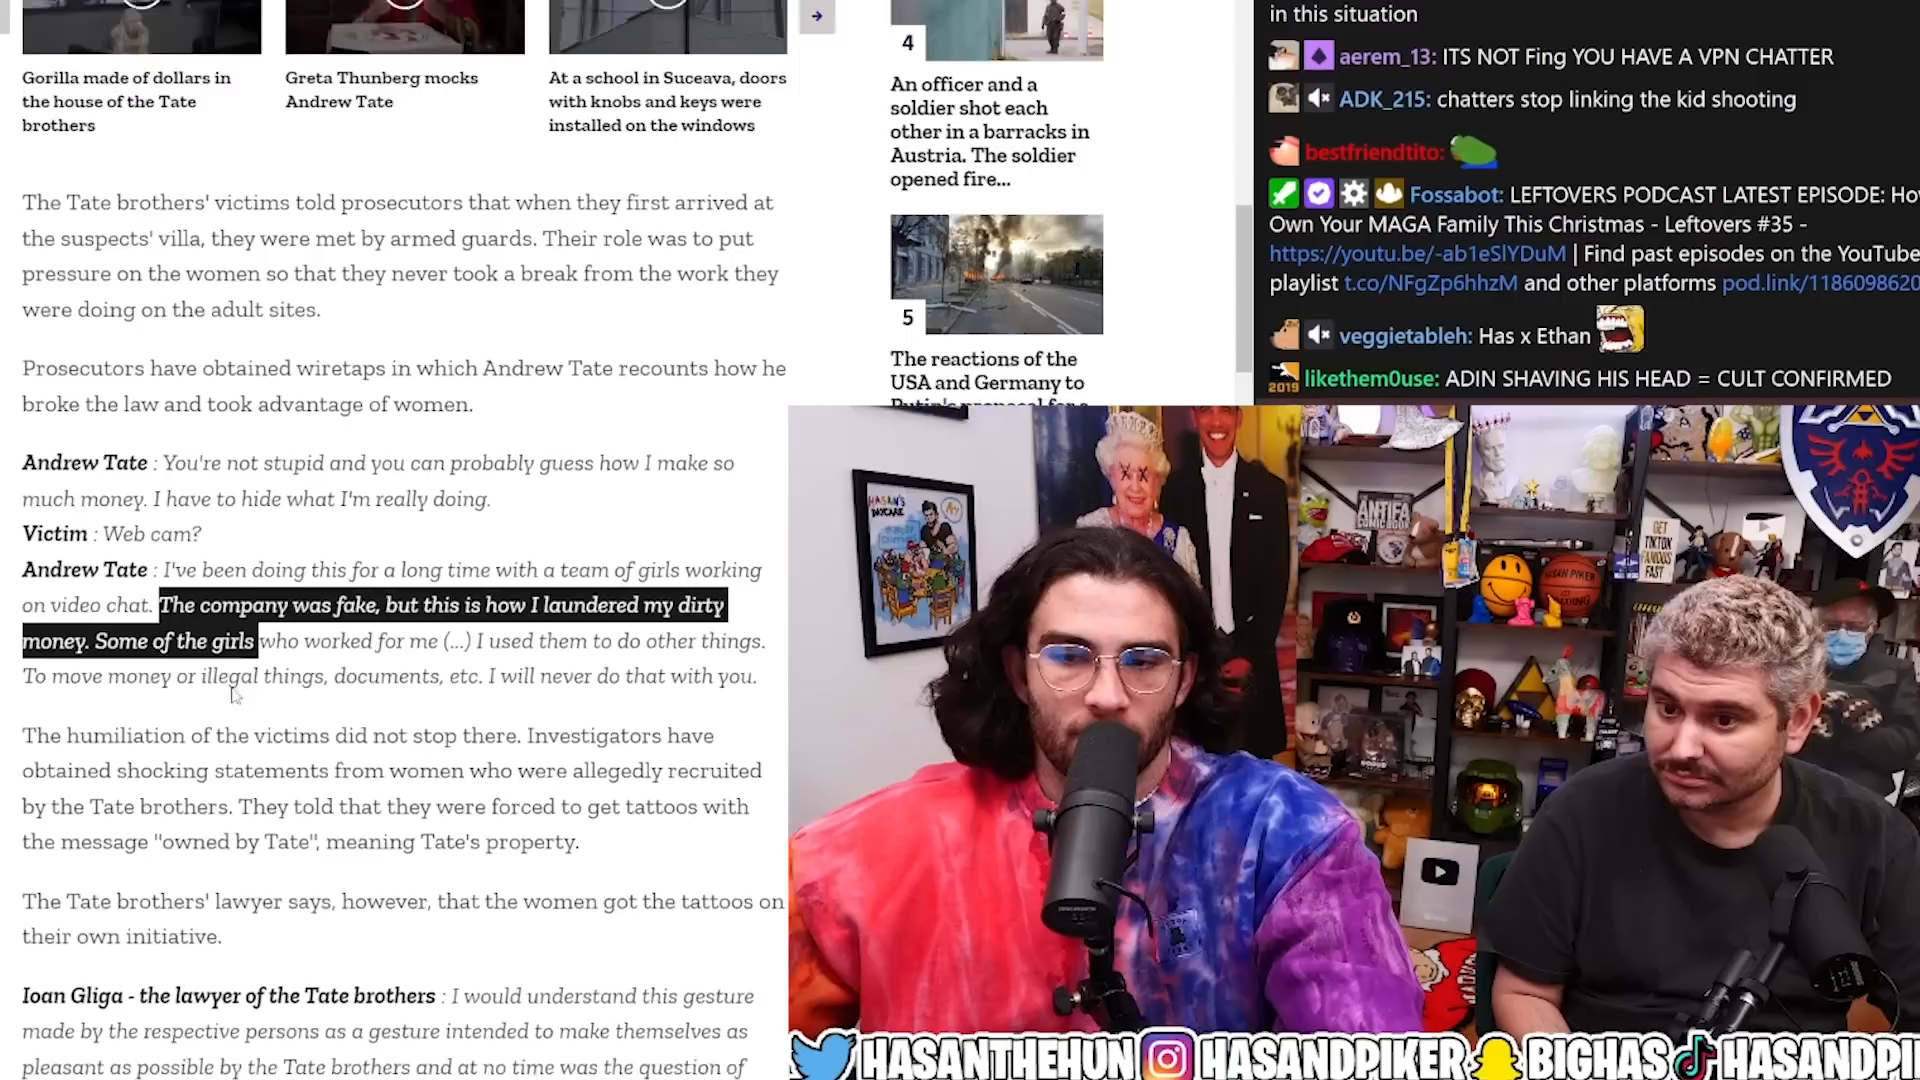 Gorilla made of dollars in
the house of the Tate
brothers
Greta Thunberg mocks
Andrew Tate
At a school in Suceava, doors
with knobs and keys were
installed on the windows
The Tate brothers' victims told prosecutors that when they first arrived at
the suspects' villa, they were met by armed guards. Their role was to put
pressure on the women so that they never took a break from the work they
were doing on the adult sites.
Prosecutors have obtained wiretaps in which Andrew Tate recounts how he
broke the law and took advantage of women.
Andrew Tate : You're not stupid and you can probably guess how I make so
much money. I have to hide what I'm really doing.
Victim : Web cam?
Andrew Tate : I've been doing this for a long time with a team of girls working
on video chat. The company was fake, but this is how I laundered my dirty
money. Some of the girls who worked for me (...) I used them to do other things.
To move money or illegal things, documents, etc. I will never do that with you.
The humiliation of the victims did not stop there. Investigators have
obtained shocking statements from women who were allegedly recruited
by the Tate brothers. They told that they were forced to get tattoos with
the message "owned by Tate", meaning Tate's property.
The Tate brothers' lawyer says, however, that the women got the tattoos on
their own initiative.
Ioan Gliga - the lawyer of the Tate brothers : I would understand this gesture
made by the respective persons as a gesture intended to make themselves as
pleasant as possible by the Tate brothers and at no time was the question of
4
An officer and a
soldier shot each
other in a barracks in
Austria. The soldier
opened fire...
5
The reactions of the
USA and Germany to
Putin's proposal for a
in this situation
aerem_13: ITS NOT Fing YOU HAVE A VPN CHATTER
ADK_215: chatters stop linking the kid shooting
bestfriendtito:
Fossabot: LEFTOVERS PODCAST LATEST EPISODE: Ho
Own Your MAGA Family This Christmas - Leftovers #35 -
https://youtu.be/-ab1eSlYDuM | Find past episodes on the YouTube
playlist t.co/NFgZp6hhzM and other platforms pod.link/1186098620
veggietableh: Has x Ethan
2019 likethem0use: ADIN SHAVING HIS HEAD = CULT CONFIRMED
HASAN'S
DAYCARE
ANTIFA
COMIC BOOK
GET
TIKTOK
FAMOUS
FAST
HASAN PIKER
HASANTHEHUN
HASANDPIKER
BIGHAS
HASANDPI